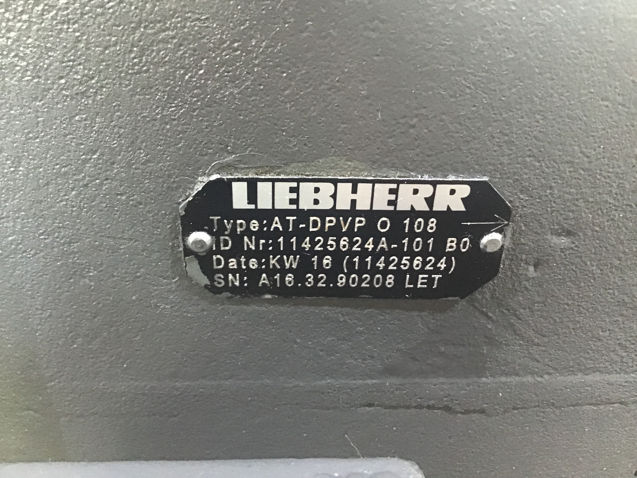 LIEBHERR
Type:AT-DPVP O 108
ID Nr:11425624A-101 B0
Date:KW 16 (11425624)
SN: A16.32.90208 LET